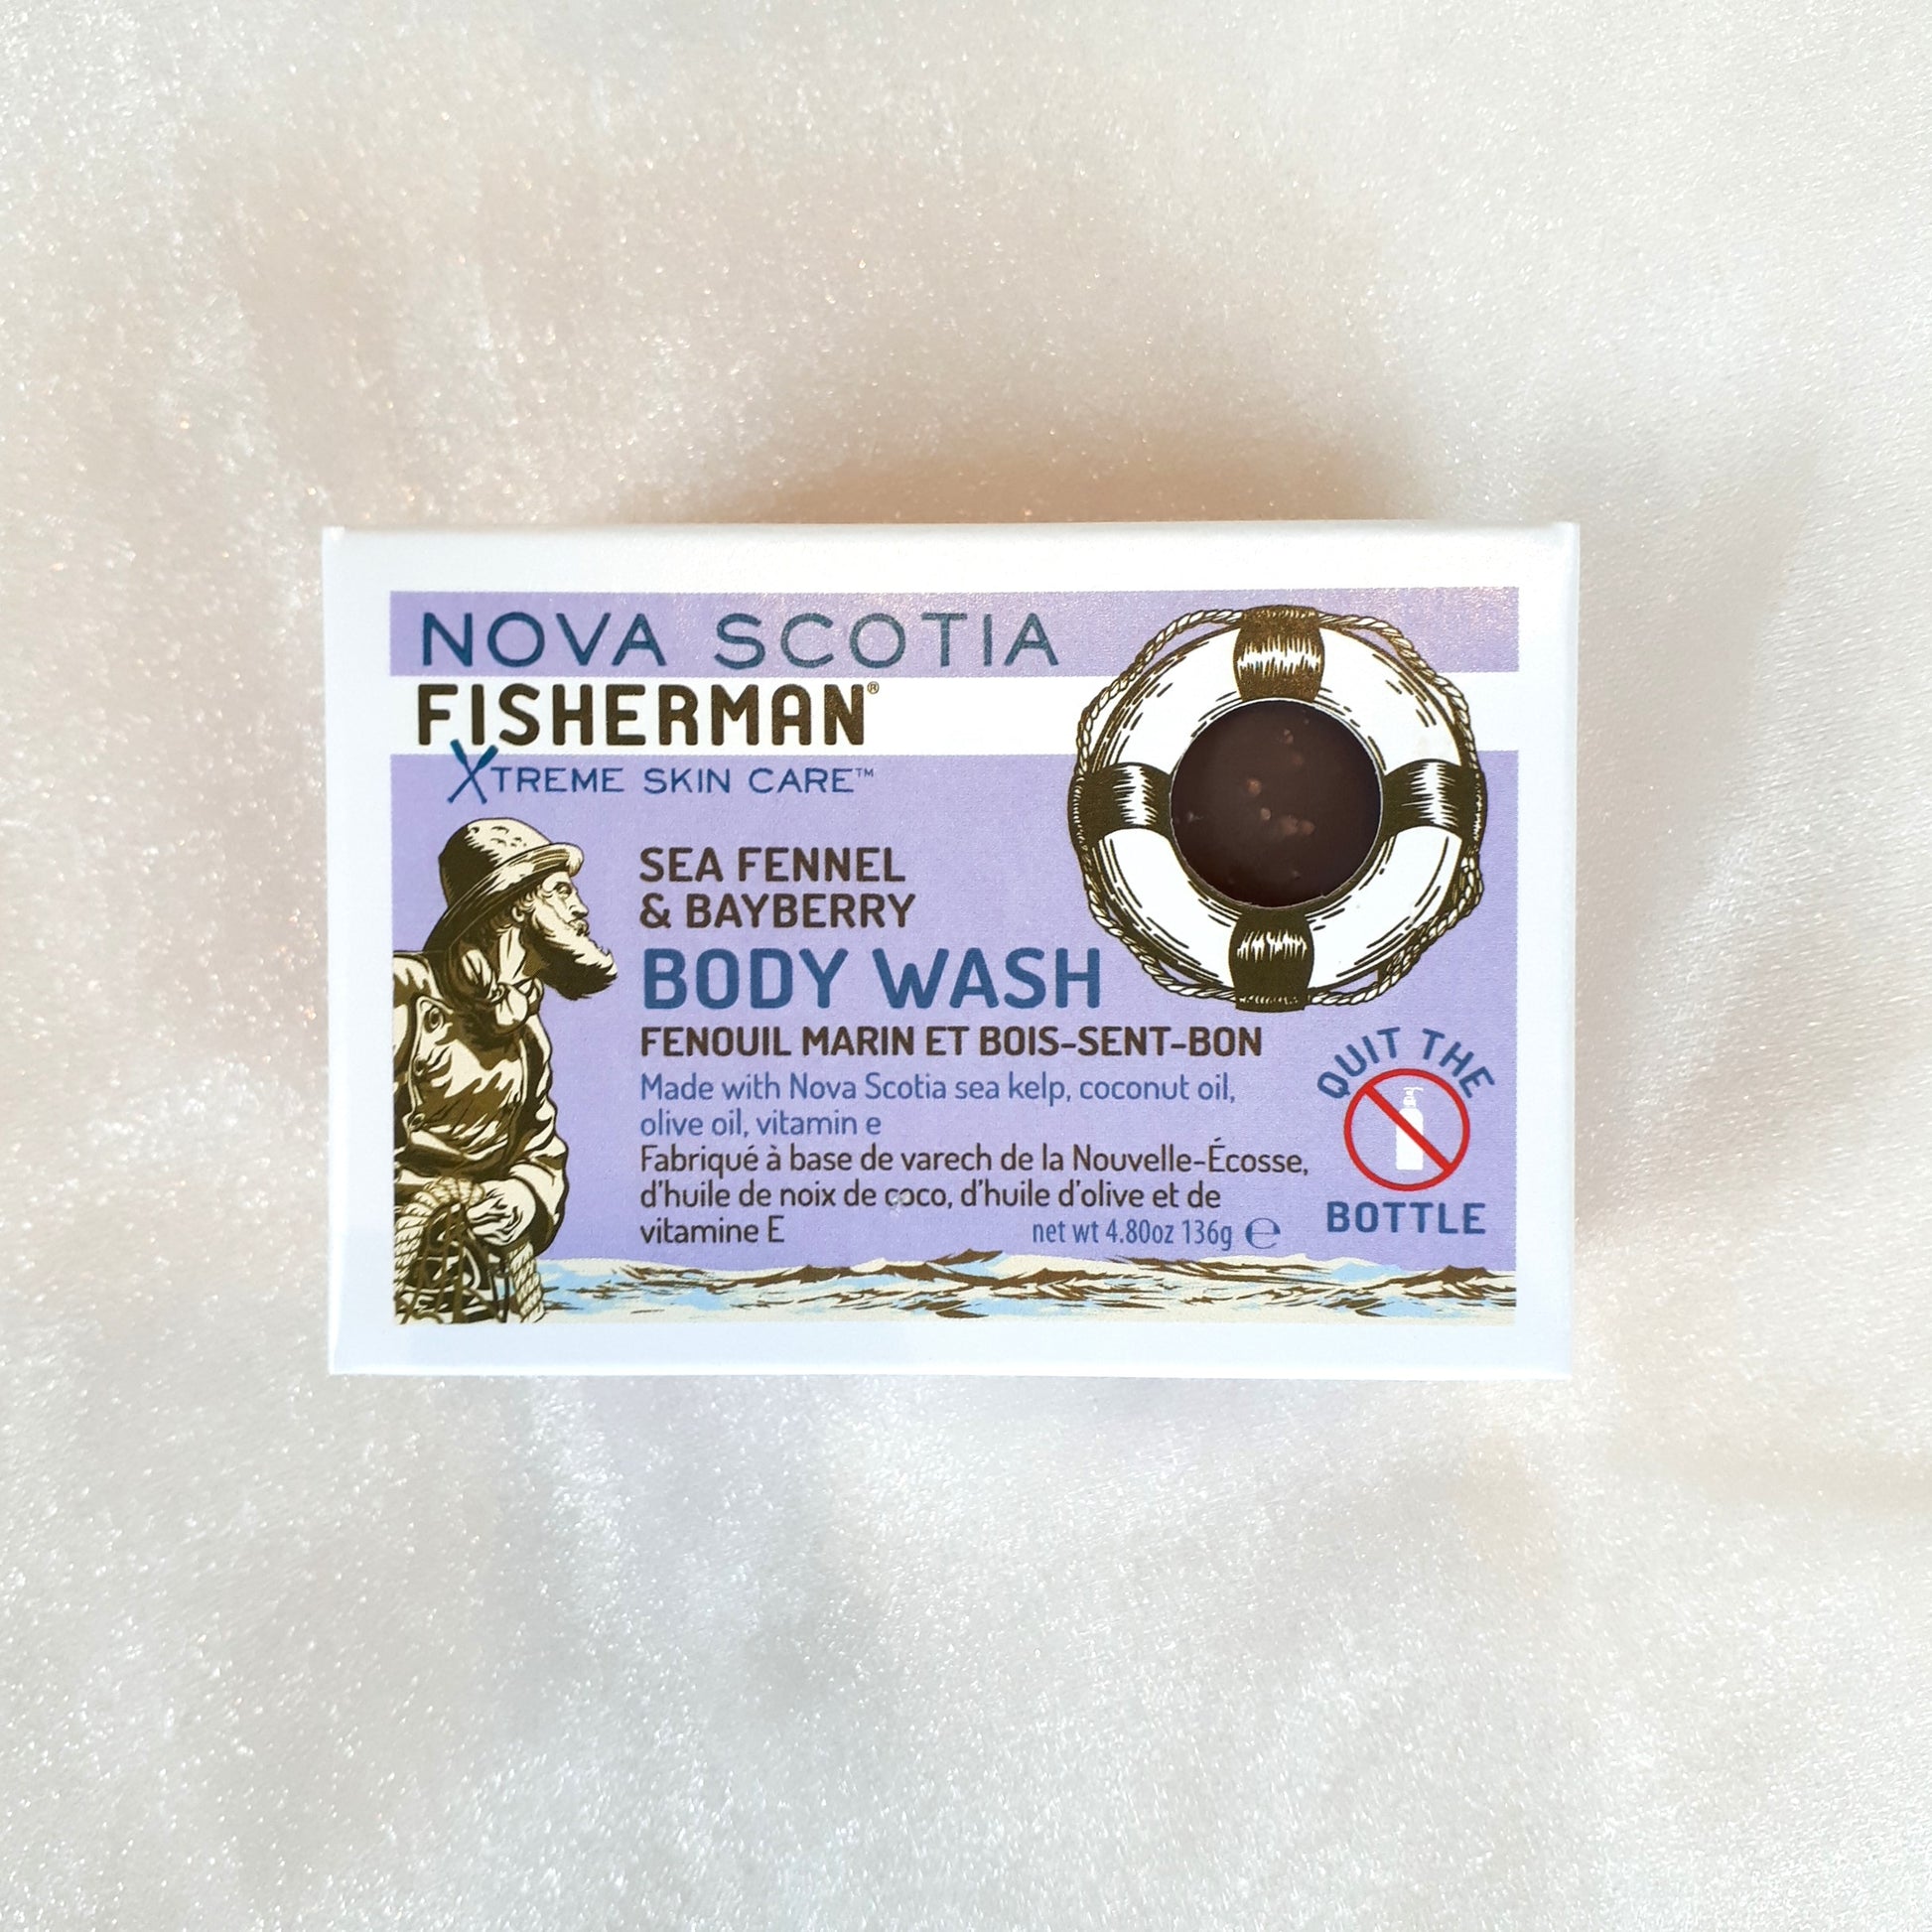 NOVA SCOTIA
FISHERMAN®
XTREME SKIN CARE™
SEA FENNEL
& BAYBERRY
BODY WASH
FENOUIL MARIN ET BOIS-SENT-BON
Made with Nova Scotia sea kelp, coconut oil,
olive oil, vitamin e
Fabriqué à base de varech de la Nouvelle-Écosse,
d'huile de noix de coco, d'huile d'olive et de
vitamine E
net wt 4.80oz 136g ℮
QUIT THE
BOTTLE